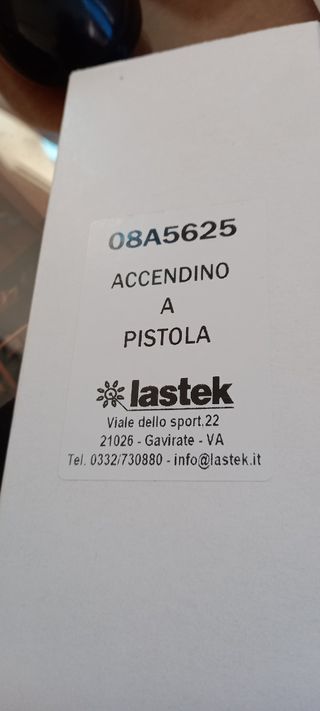 08A5625
ACCENDINO
A
PISTOLA
lastek
Viale dello sport,22
21026 - Gavirate - VA
Tel. 0332/730880 - info@lastek.it